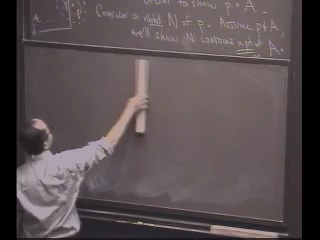 A p. want to show p ∈ A.
Consider a nbhd N of p. Assume p ∉ A,
we'll show N contains a pt of A.